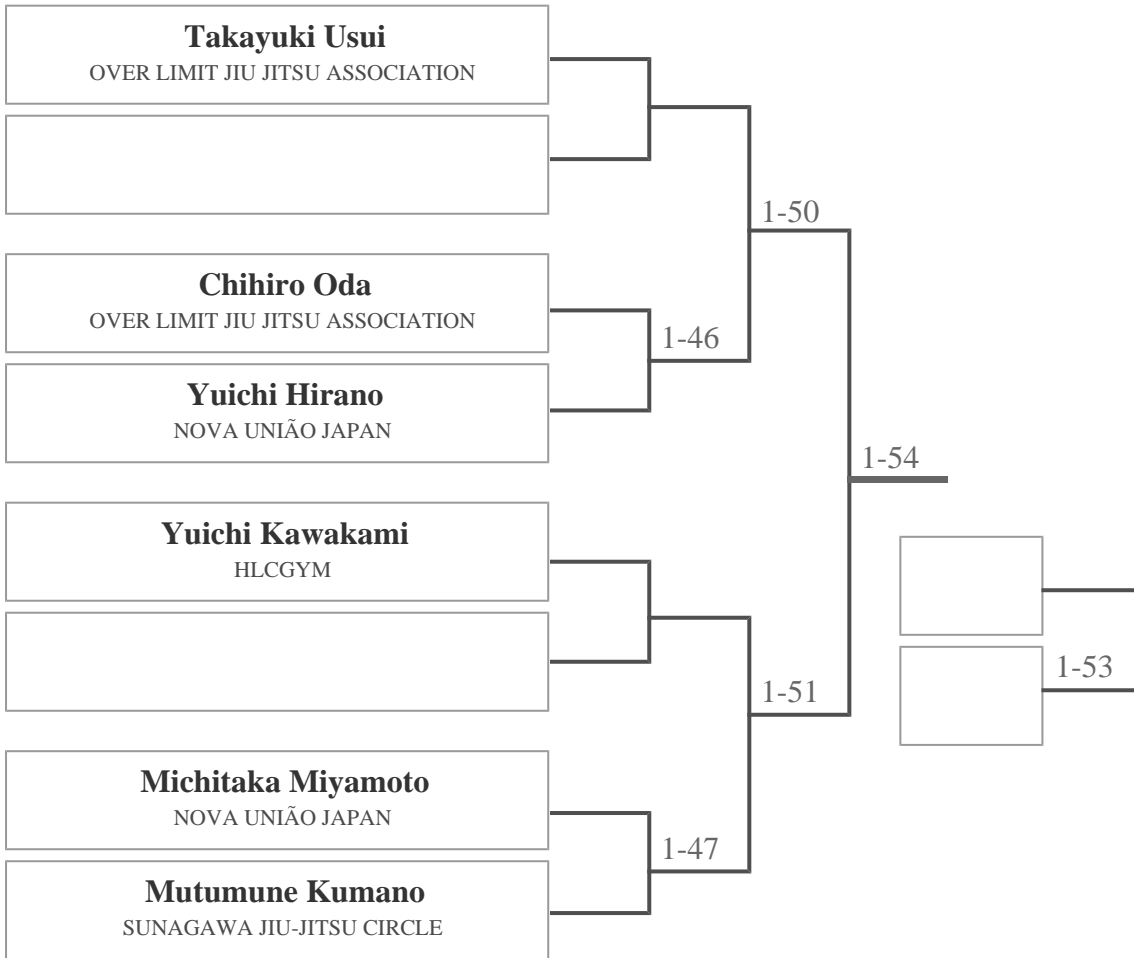 Takayuki Usui
OVER LIMIT JIU JITSU ASSOCIATION
1-50
Chihiro Oda
OVER LIMIT JIU JITSU ASSOCIATION
1-46
Yuichi Hirano
NOVA UNIÃO JAPAN
1-54
Yuichi Kawakami
HLCGYM
1-53
1-51
Michitaka Miyamoto
NOVA UNIÃO JAPAN
1-47
Mutumune Kumano
SUNAGAWA JIU-JITSU CIRCLE